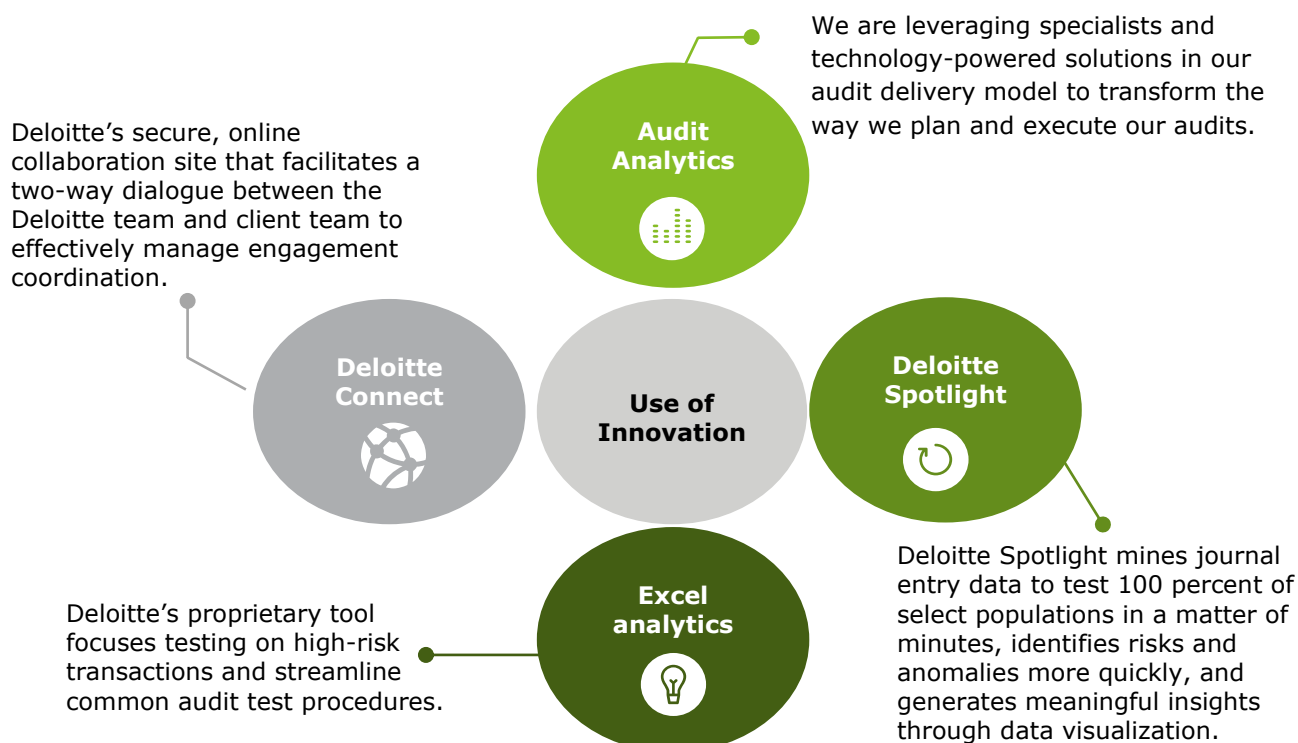 We are leveraging specialists and
technology-powered solutions in our
audit delivery model to transform the
way we plan and execute our audits.
Audit
Analytics
Deloitte’s secure, online
collaboration site that facilitates a
two-way dialogue between the
Deloitte team and client team to
effectively manage engagement
coordination.
Deloitte
Connect
Use of
Innovation
Deloitte
Spotlight
Deloitte Spotlight mines journal
entry data to test 100 percent of
select populations in a matter of
minutes, identifies risks and
anomalies more quickly, and
generates meaningful insights
through data visualization.
Excel
analytics
Deloitte’s proprietary tool
focuses testing on high-risk
transactions and streamline
common audit test procedures.